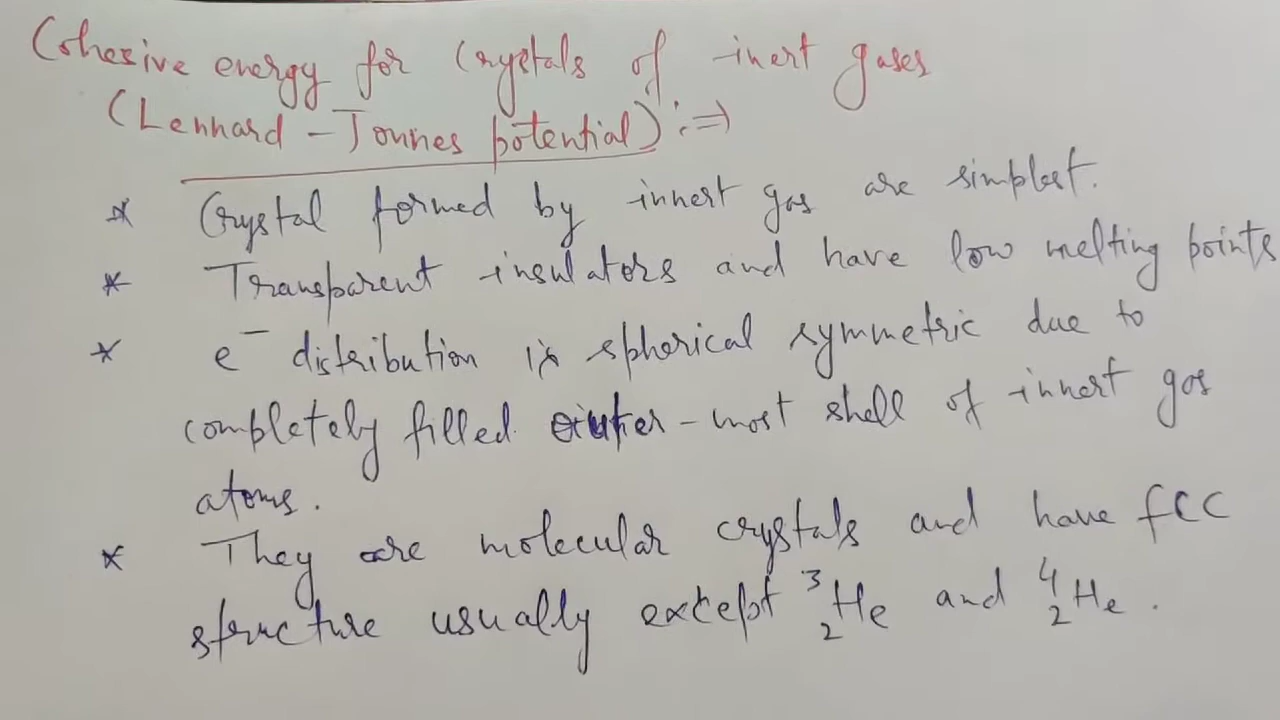 Cohesive energy for Crystals of inert gases
(Lennard - Jonnes potential) :⇒
* Crystal formed by innert gas are simplest.
* Transparent insulators and have low melting points
* e⁻ distribution is spherical symmetric due to
completely filled outer-most shell of innert gas
atoms.
* They are molecular crystals and have fCC
structure usually except ³₂He and ⁴₂He.